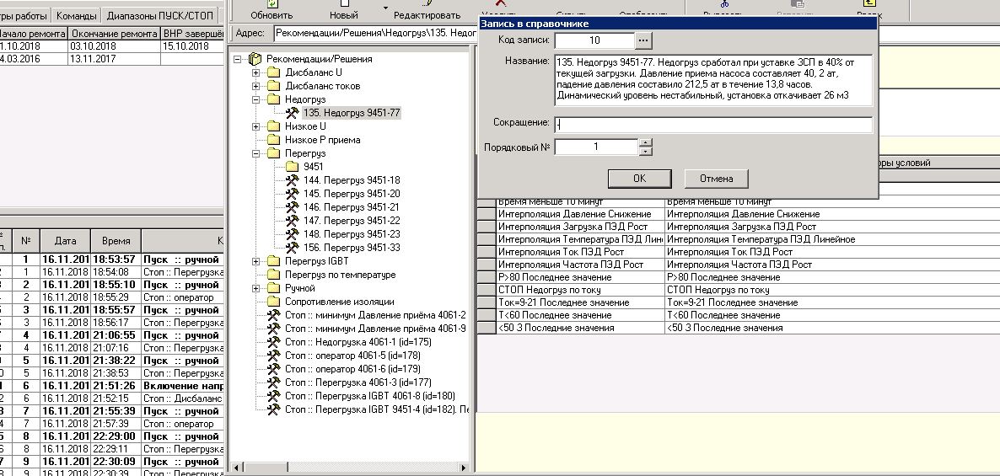 тры работы
Команды
Диапазоны ПУСК/СТОП
Начало ремонта
Окончание ремонта
ВНР
03.10.2018
15.10.2018
13.11.2017
№
Дата
Время
1 16.11.201 18:53:57 Пуск :: ручной
1 16.11.2018 18:54:08 Стоп :: Перегрузка
2 16.11.201 18:55:10 Пуск :: ручной
2 16.11.2018 18:55:29 Стоп :: оператор
3 16.11.201 18:55:57 Пуск :: ручной
3 16.11.2018 18:56:17 Стоп :: Перегрузка
4 16.11.201 21:06:55 Пуск :: ручной
4 16.11.2018 21:07:16 Стоп :: Перегрузка
5 16.11.201 21:38:22 Пуск :: ручной
5 16.11.2018 21:38:53 Стоп :: Перегрузка
6 16.11.201 21:51:26 Включение напр
6 16.11.2018 21:52:15 Стоп :: Дисбаланс
7 16.11.201 21:55:39 Пуск :: ручной
7 16.11.2018 21:57:39 Стоп :: оператор
8 16.11.201 22:29:00 Пуск :: ручной
8 16.11.2018 22:29:11 Стоп :: Перегрузка
9 16.11.201 22:30:09 Пуск :: ручной
9 16.11.2018 22:30:39 Стоп :: Перегрузка
Обновить
Новый
Редактировать
Адрес:
Рекомендации/Решения\Недогруз\135. Недог
Рекомендации/Решения
Дисбаланс U
Дисбаланс токов
Недогруз
135. Недогруз 9451-77
Низкое U
Низкое P приема
Перегруз
9451
144. Перегруз 9451-18
145. Перегруз 9451-20
146. Перегруз 9451-21
147. Перегруз 9451-22
148. Перегруз 9451-23
156. Перегруз 9451-33
Перегруз IGBT
Перегруз по температуре
Ручной
Сопротивление изоляции
Стоп :: минимум Давление приёма 4061-2
Стоп :: минимум Давление приёма 4061-9
Стоп :: Недогрузка 4061-1 (id=175)
Стоп :: оператор 4061-5 (id=178)
Стоп :: оператор 4061-6 (id=179)
Стоп :: Перегрузка 4061-3 (id=177)
Стоп :: Перегрузка IGBT 4061-8 (id=180)
Стоп :: Перегрузка IGBT 9451-4 (id=182). Пе
Запись в справочнике
Код записи: 10 ...
Название:
135. Недогруз 9451-77. Недогруз сработал при уставке ЗСП в 40% от
текущей загрузки. Давление приема насоса составляет 40, 2 ат,
падение давления составило 212,5 ат в течение 13,8 часов.
Динамический уровень нестабильный, установка откачивает 26 м3
Сокращение: -
Порядковый № 1
OK
Отмена
оры условий
Время меньше 10 минут Время меньше 10 минут
Интерполяция Давление Снижение Интерполяция Давление Снижение
Интерполяция Загрузка ПЭД Рост Интерполяция Загрузка ПЭД Рост
Интерполяция Температура ПЭД Лин Интерполяция Температура ПЭД Линейное
Интерполяция Ток ПЭД Рост Интерполяция Ток ПЭД Рост
Интерполяция Частота ПЭД Рост Интерполяция Частота ПЭД Рост
P>80 Последнее значение P>80 Последнее значение
СТОП Недогруз по току СТОП Недогруз по току
Ток=9-21 Последнее значение Ток=9-21 Последнее значение
T<60 Последнее значение T<60 Последнее значение
<50 3 Последние значения <50 3 Последние значения